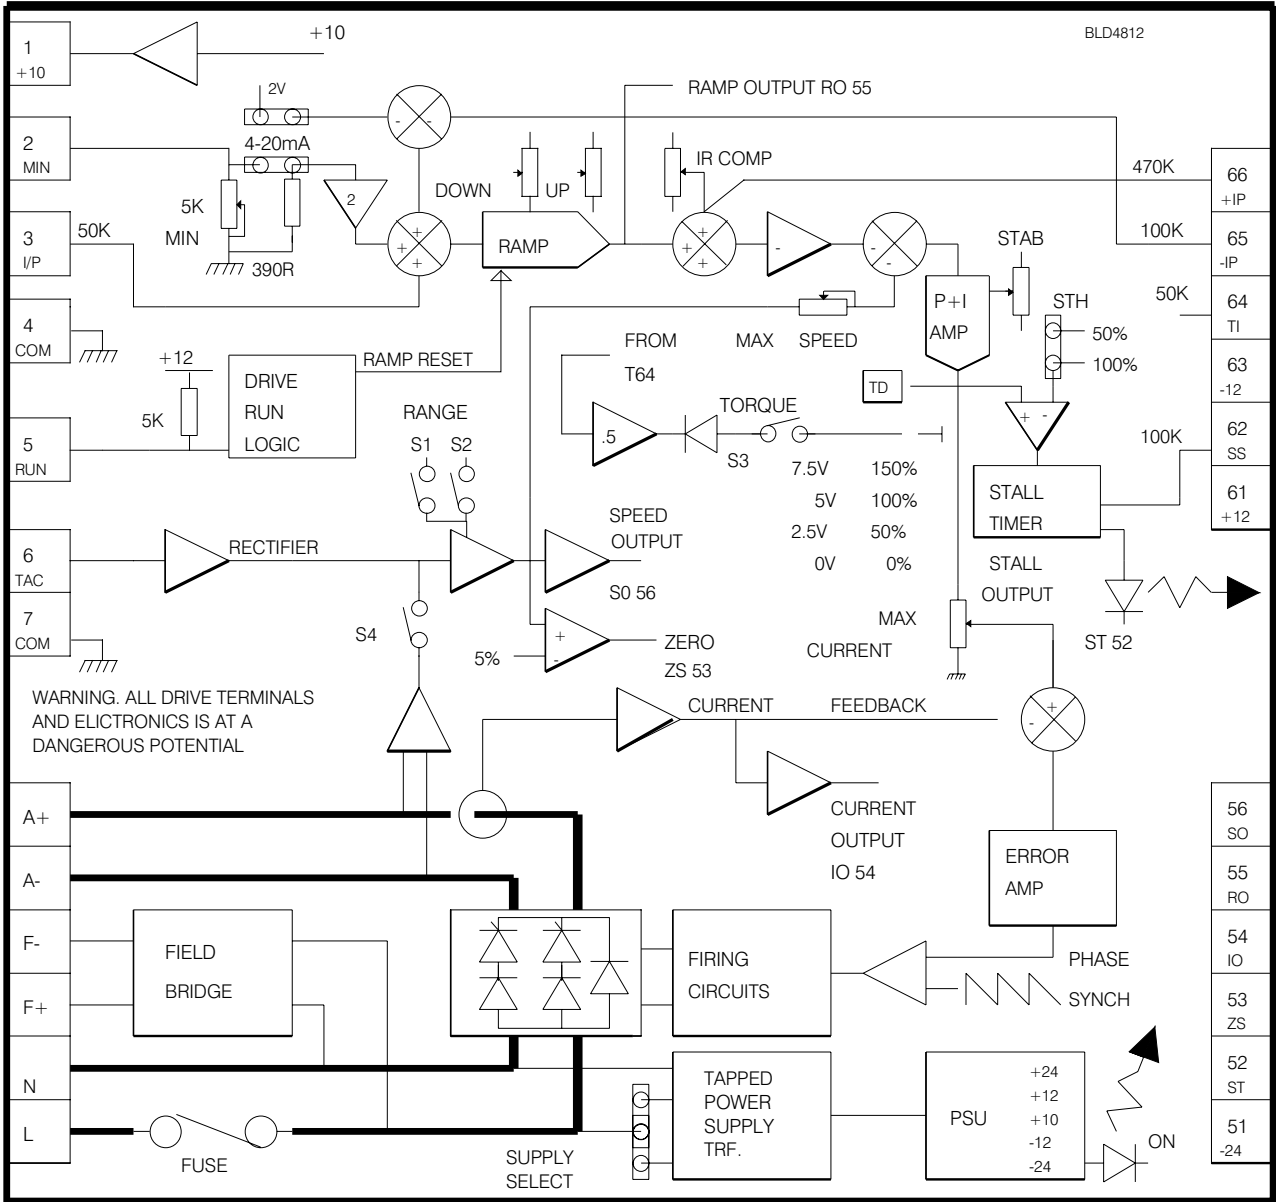 BLD4812
1
+10
+10
2V
RAMP OUTPUT RO 55
2
MIN
4-20mA
IR COMP
470K
66
+IP
DOWN
UP
5K
MIN
2
390R
3
I/P
50K
- -
+
+ +
RAMP
+
+ +
+
-
- -
100K
65
-IP
STAB
50K
64
TI
4
COM
P+I
AMP
STH
50%
100%
MAX
SPEED
FROM
T64
63
-12
+12
5K
DRIVE
RUN
LOGIC
RAMP RESET
TD
+ -
5
RUN
RANGE
S1
S2
.5
TORQUE
S3
7.5V 150%
5V 100%
2.5V 50%
0V 0%
100K
62
SS
61
+12
STALL
TIMER
STALL
OUTPUT
ST 52
6
TAC
RECTIFIER
SPEED
OUTPUT
S0 56
7
COM
S4
5%
+
-
ZERO
ZS 53
MAX
CURRENT
WARNING. ALL DRIVE TERMINALS
AND ELICTRONICS IS AT A
DANGEROUS POTENTIAL
CURRENT
FEEDBACK
+
-
A+
CURRENT
OUTPUT
IO 54
ERROR
AMP
56
SO
A-
55
RO
F-
FIELD
BRIDGE
FIRING
CIRCUITS
PHASE
SYNCH
54
IO
F+
53
ZS
N
TAPPED
POWER
SUPPLY
TRF.
PSU
+24
+12
+10
-12
-24
52
ST
L
FUSE
SUPPLY
SELECT
ON
51
-24